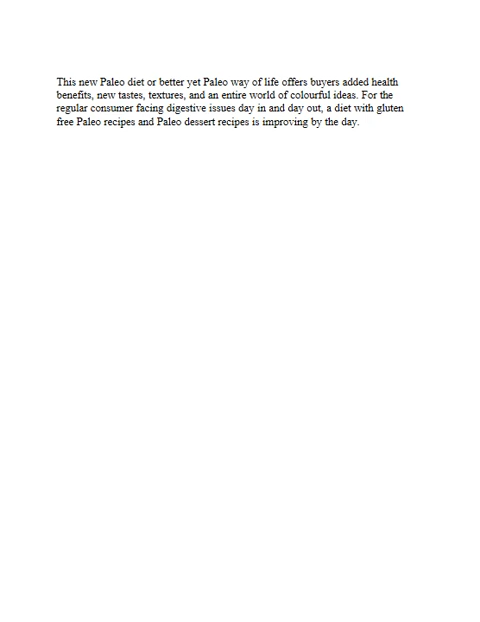 This new Paleo diet or better yet Paleo way of life offers buyers added health
benefits, new tastes, textures, and an entire world of colourful ideas. For the
regular consumer facing digestive issues day in and day out, a diet with gluten
free Paleo recipes and Paleo dessert recipes is improving by the day.